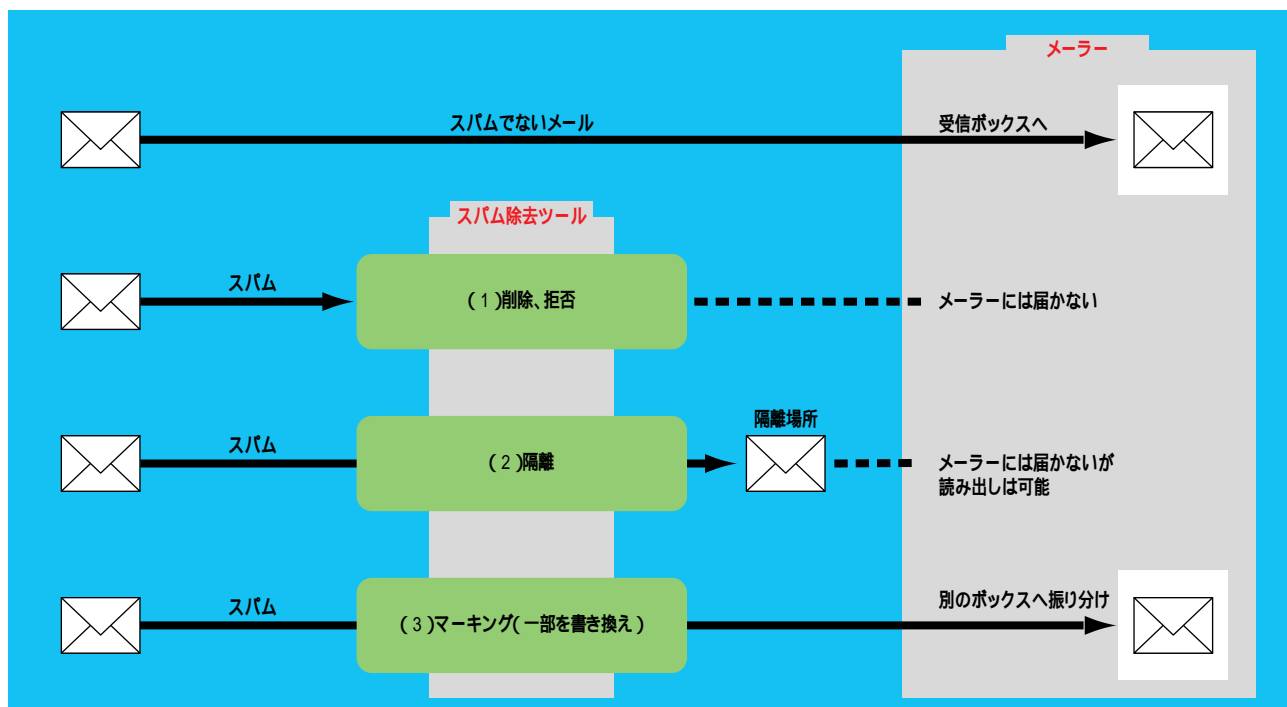 メーラー
スパムでないメール
受信ボックスへ
スパム除去ツール
スパム
(1)削除、拒否
メーラーには届かない
スパム
(2)隔離
隔離場所
メーラーには届かないが
読み出しは可能
スパム
(3)マーキング(一部を書き換え)
別のボックスへ振り分け